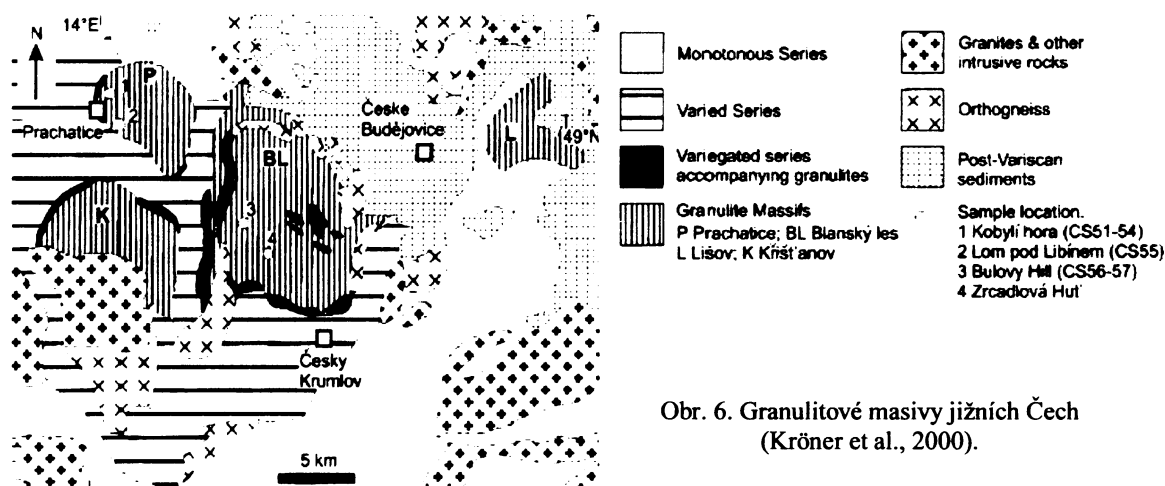 14°E
N
P
1
2
Prachatice
České
Budějovice
L
49°N
BL
K
3
4
Česky
Krumlov
5 km
Monotonous Series
Varied Series
Variegated series
accompanying granulites
Granulite Massifs
P Prachatice; BL Blanský les
L Lišov; K Křišťanov
Granites & other
intrusive rocks
Orthogneiss
Post-Variscan
sediments
Sample location.
1 Kobylí hora (CS51-54)
2 Lom pod Libínem (CS55)
3 Bulovy Hill (CS56-57)
4 Zrcadlová Huť
Obr. 6. Granulitové masivy jižních Čech
(Kröner et al., 2000).